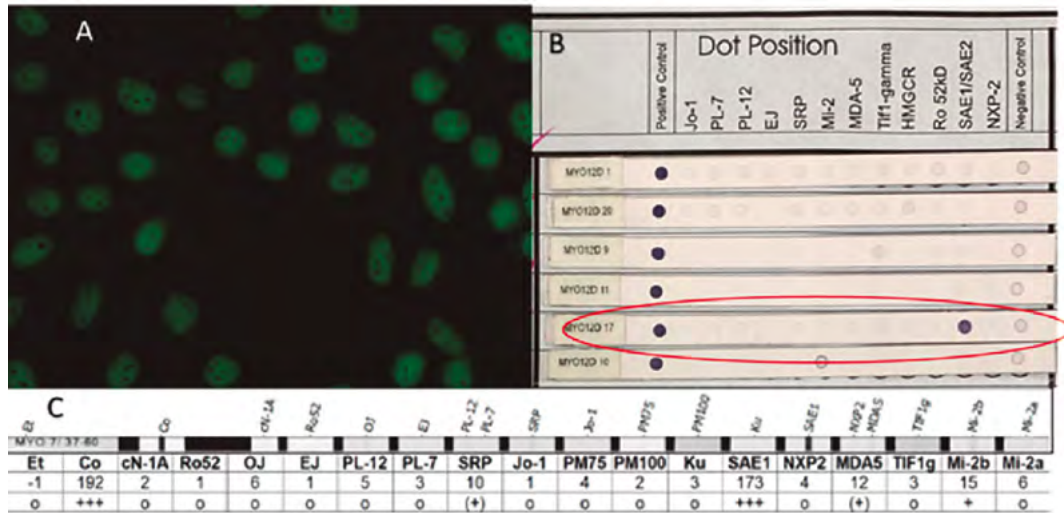 A
B
Dot Position
Positive Control
Jo-1
PL-7
PL-12
EJ
SRP
Mi-2
MDA-5
Tif1-gamma
HMGCR
Ro 52kD
SAE1/SAE2
NXP-2
Negative Control
MYO12D 1
MYO12D 20
MYO12D 9
MYO12D 11
MYO12D 17
MYO12D 10
C
Et Co cN-1A Ro52 OJ EJ PL-12 PL-7 SRP Jo-1 PM75 PM100 Ku SAE1 NXP2 MDA5 TIF1g Mi-2b Mi-2a
MYO 7/ 37-60
Et Co cN-1A Ro52 OJ EJ PL-12 PL-7 SRP Jo-1 PM75 PM100 Ku SAE1 NXP2 MDA5 TIF1g Mi-2b Mi-2a
-1 192 2 1 6 1 5 3 10 1 4 2 3 173 4 12 3 15 6
o +++ o o o o o o (+) o o o o +++ o (+) o + o